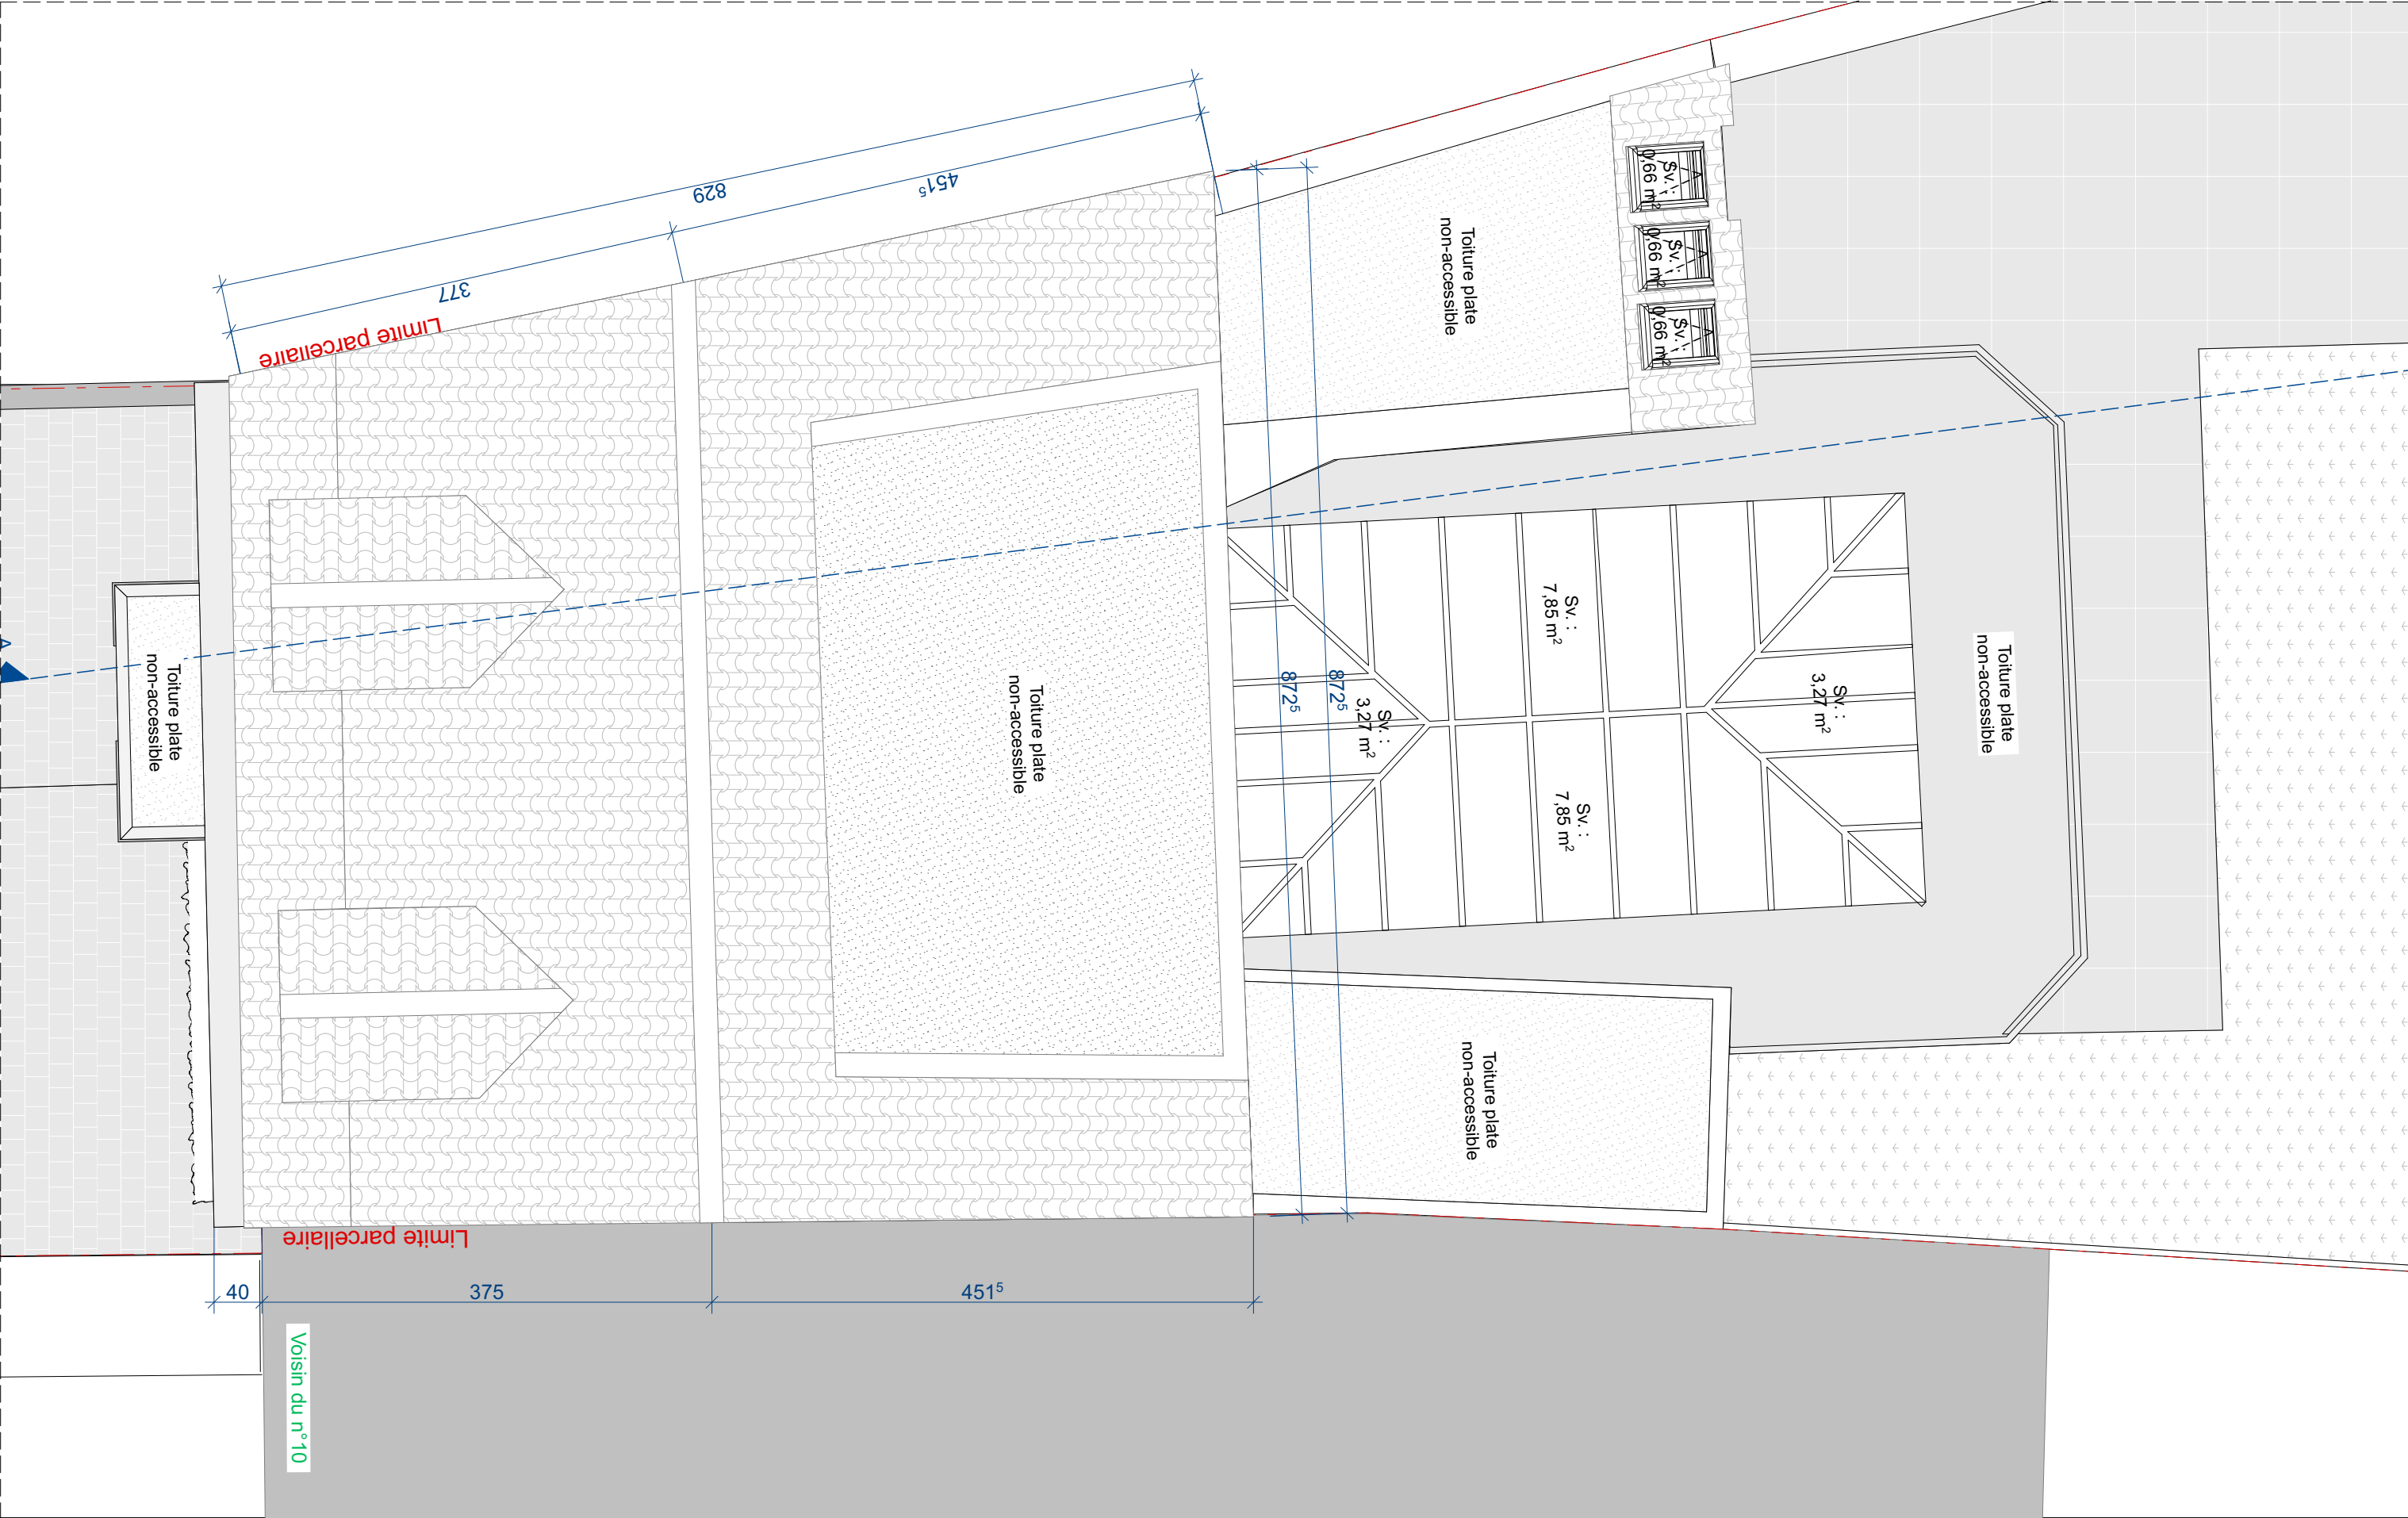 829
451⁵
377
Limite parcellaire
Sv. :
0,66 m²
Sv. :
0,66 m²
Sv. :
0,66 m²
Toiture plate
non-accessible
Sv. :
7,85 m²
Sv. :
3,27 m²
Sv. :
3,27 m²
Sv. :
7,85 m²
872⁵
872⁵
Toiture plate
non-accessible
Toiture plate
non-accessible
Toiture plate
non-accessible
A
Toiture plate
non-accessible
Limite parcellaire
40
375
451⁵
Voisin du n°10